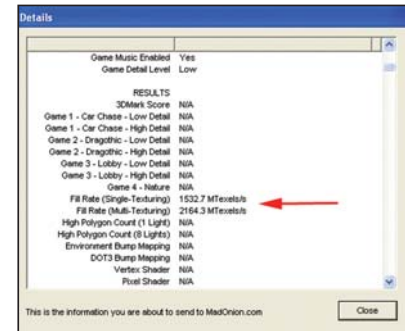 Details
Game Music Enabled Yes
Game Detail Level Low
RESULTS
3DMark Score N/A
Game 1 - Car Chase - Low Detail N/A
Game 1 - Car Chase - High Detail N/A
Game 2 - Dragothic - Low Detail N/A
Game 2 - Dragothic - High Detail N/A
Game 3 - Lobby - Low Detail N/A
Game 3 - Lobby - High Detail N/A
Game 4 - Nature N/A
Fill Rate (Single-Texturing) 1532.7 MTexels/s
Fill Rate (Multi-Texturing) 2164.3 MTexels/s
High Polygon Count (1 Light) N/A
High Polygon Count (8 Lights) N/A
Environment Bump Mapping N/A
DOT3 Bump Mapping N/A
Vertex Shader N/A
Pixel Shader N/A
This is the information you are about to send to MadOnion.com
Close